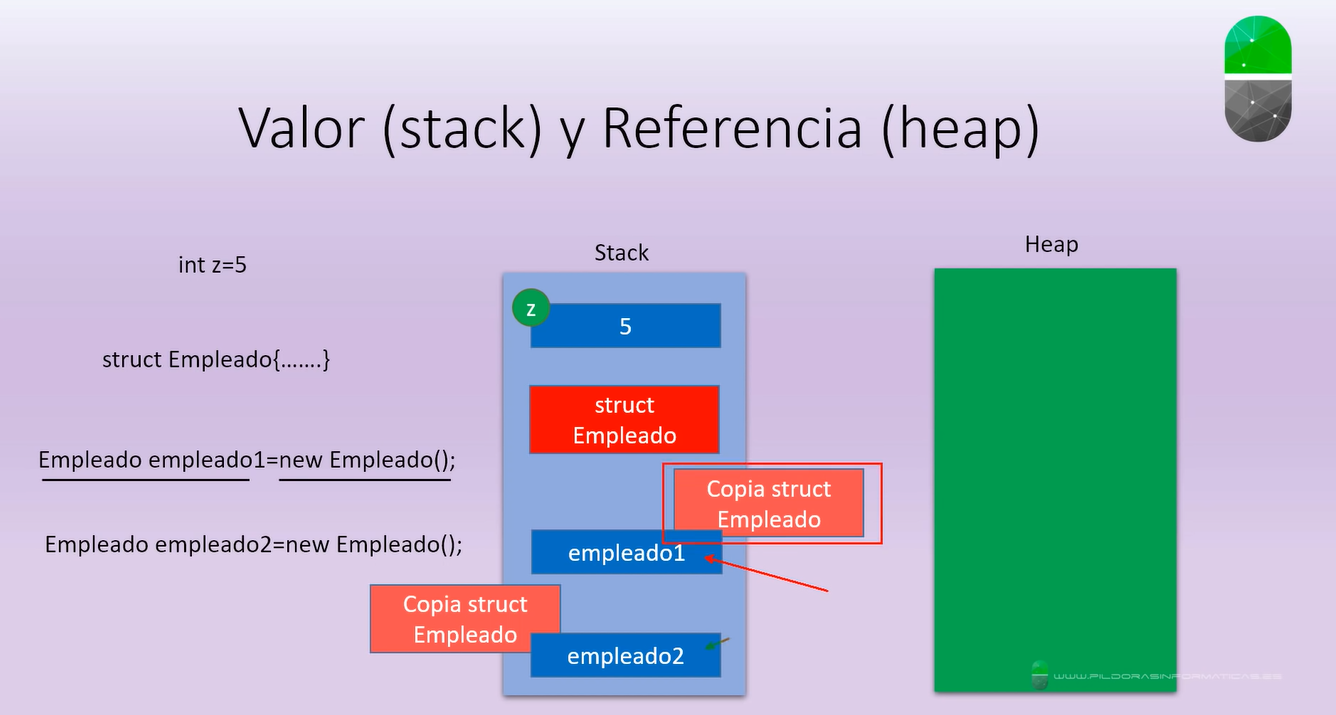 Valor (stack) y Referencia (heap)
int z=5
struct Empleado{.......}
Empleado empleado1=new Empleado();
Empleado empleado2=new Empleado();
Stack
z
5
struct
Empleado
Copia struct
Empleado
empleado1
Copia struct
Empleado
empleado2
Heap
WWW.PILDORASINFORMATICAS.ES